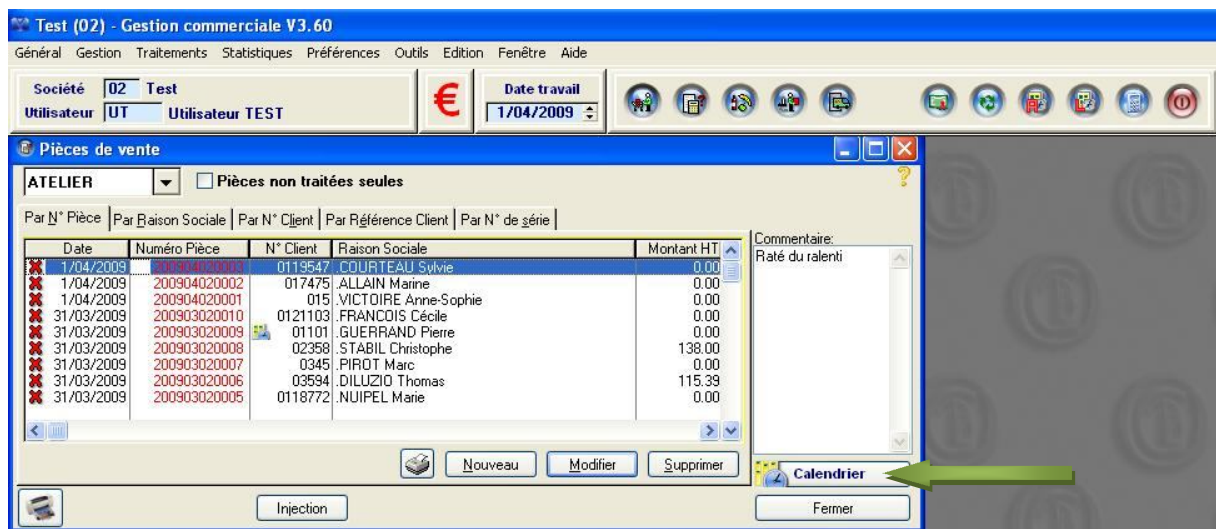 Test (02) - Gestion commerciale V3.60
Général Gestion Traitements Statistiques Préférences Outils Edition Fenêtre Aide
Société 02 Test
Utilisateur UT Utilisateur TEST
€
Date travail
1/04/2009
Pièces de vente
ATELIER Pièces non traitées seules
?
Par N° Pièce Par Raison Sociale Par N° Client Par Référence Client Par N° de série
Date Numéro Pièce N° Client Raison Sociale Montant HT
1/04/2009 200904020003 0119547 .COURTEAU Sylvie 0.00
1/04/2009 200904020002 017475 .ALLAIN Marine 0.00
1/04/2009 200904020001 015 .VICTOIRE Anne-Sophie 0.00
31/03/2009 200903020010 0121103 .FRANCOIS Cécile 0.00
31/03/2009 200903020009 01101 .GUERRAND Pierre 0.00
31/03/2009 200903020008 02358 .STABIL Christophe 138.00
31/03/2009 200903020007 0345 .PIROT Marc 0.00
31/03/2009 200903020006 03594 .DILUZIO Thomas 115.39
31/03/2009 200903020005 0118772 .NUIPEL Marie 0.00
Commentaire:
Raté du ralenti
Nouveau Modifier Supprimer
Calendrier
Injection
Fermer